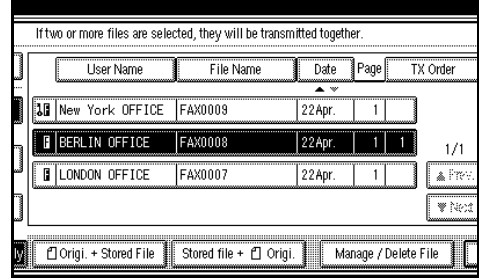 If two or more files are selected, they will be transmitted together.
User Name File Name Date Page TX Order
New York OFFICE FAX0009 22Apr. 1
BERLIN OFFICE FAX0008 22Apr. 1 1
1/1
LONDON OFFICE FAX0007 22Apr. 1
▲ Prev.
▼ Next
Origi. + Stored File Stored file + Origi. Manage / Delete File